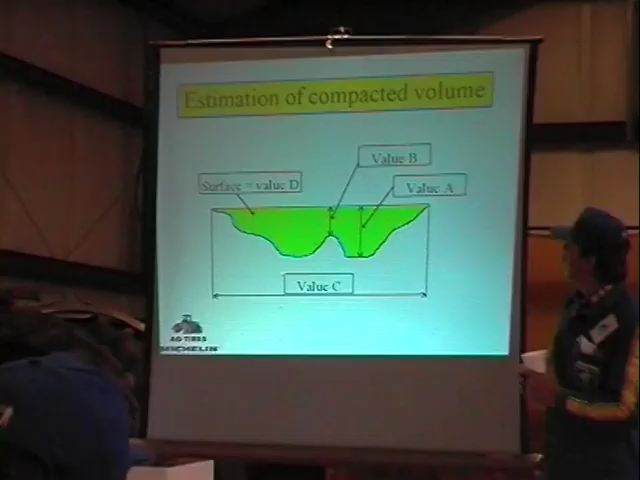 Estimation of compacted volume
Value B
Surface = value D
Value A
Value C
AG TIRES
MICHELIN